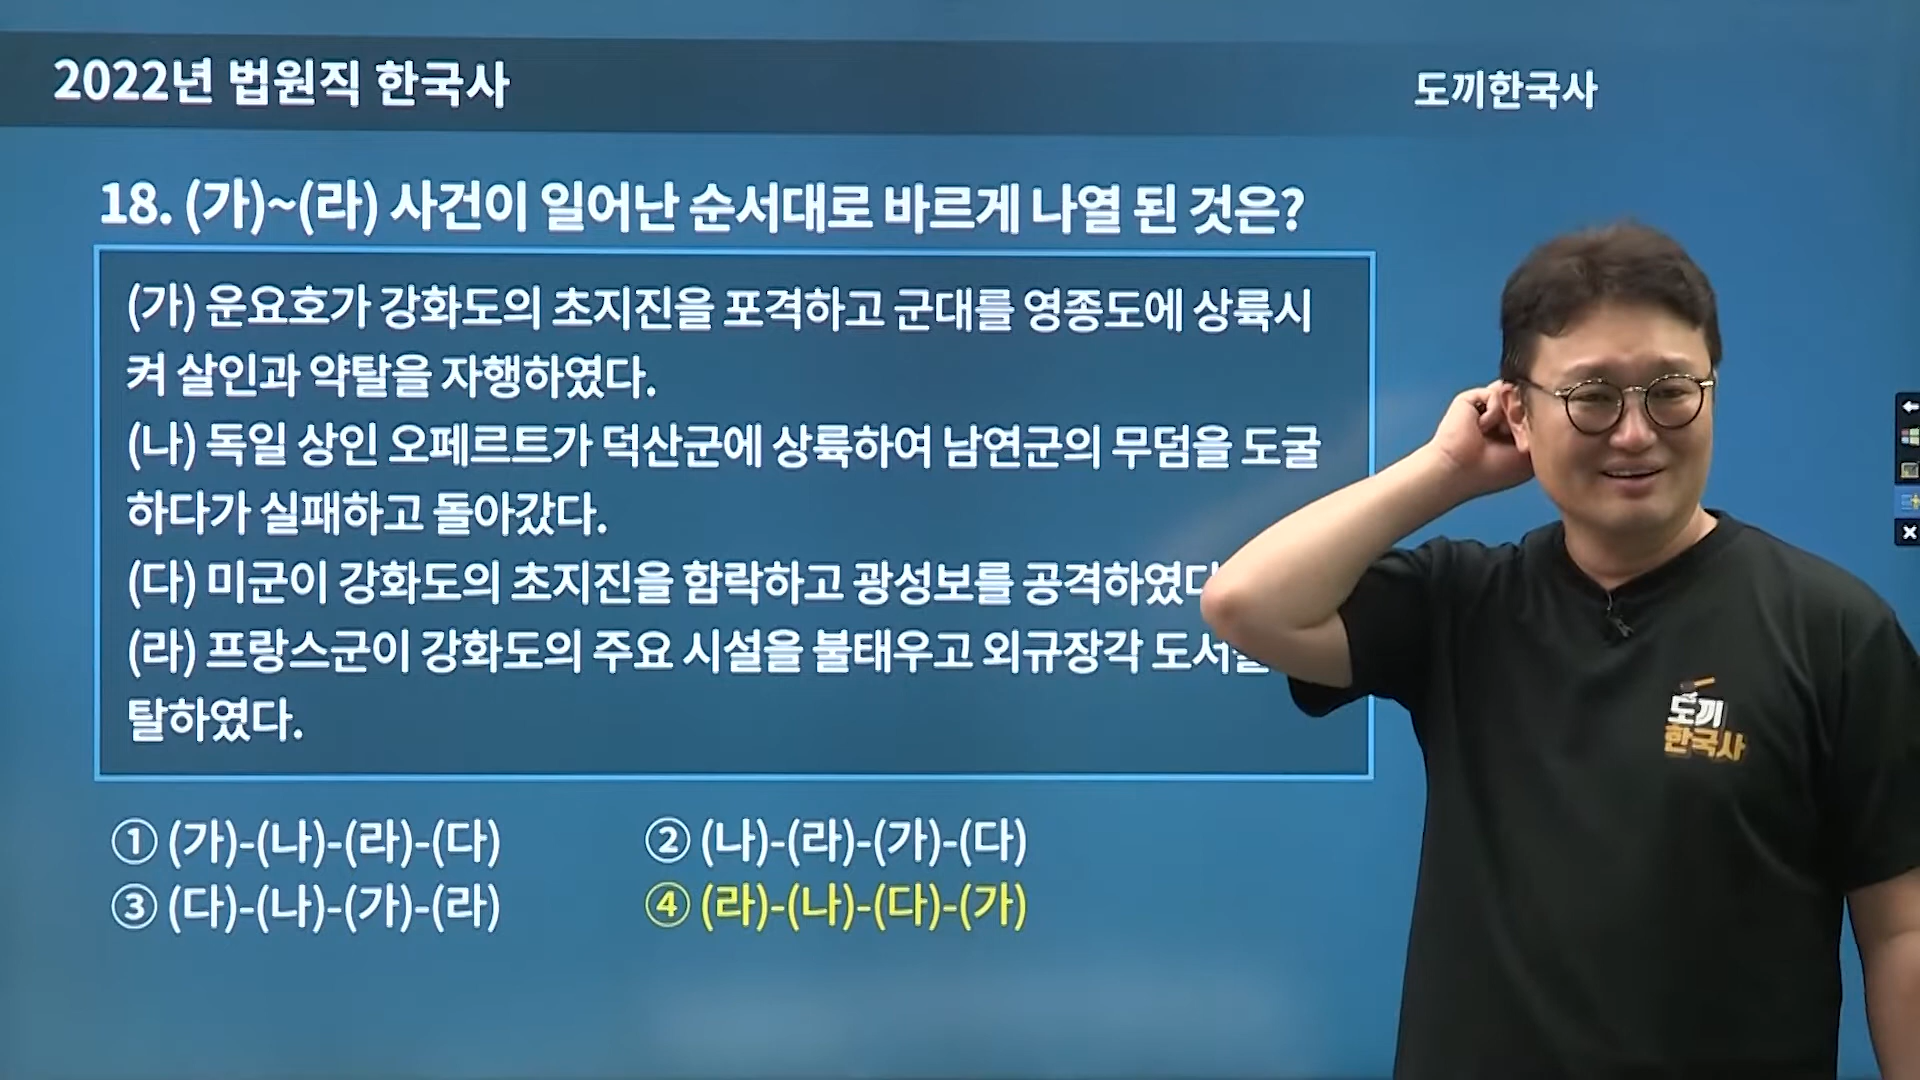 2022년 법원직 한국사
도끼한국사
18. (가)~(라) 사건이 일어난 순서대로 바르게 나열 된 것은?
(가) 운요호가 강화도의 초지진을 포격하고 군대를 영종도에 상륙시
켜 살인과 약탈을 자행하였다.
(나) 독일 상인 오페르트가 덕산군에 상륙하여 남연군의 무덤을 도굴
하다가 실패하고 돌아갔다.
(다) 미군이 강화도의 초지진을 함락하고 광성보를 공격하였다
(라) 프랑스군이 강화도의 주요 시설을 불태우고 외규장각 도서를
탈하였다.
① (가)-(나)-(라)-(다)
② (나)-(라)-(가)-(다)
③ (다)-(나)-(가)-(라)
④ (라)-(나)-(다)-(가)
도끼
한국사